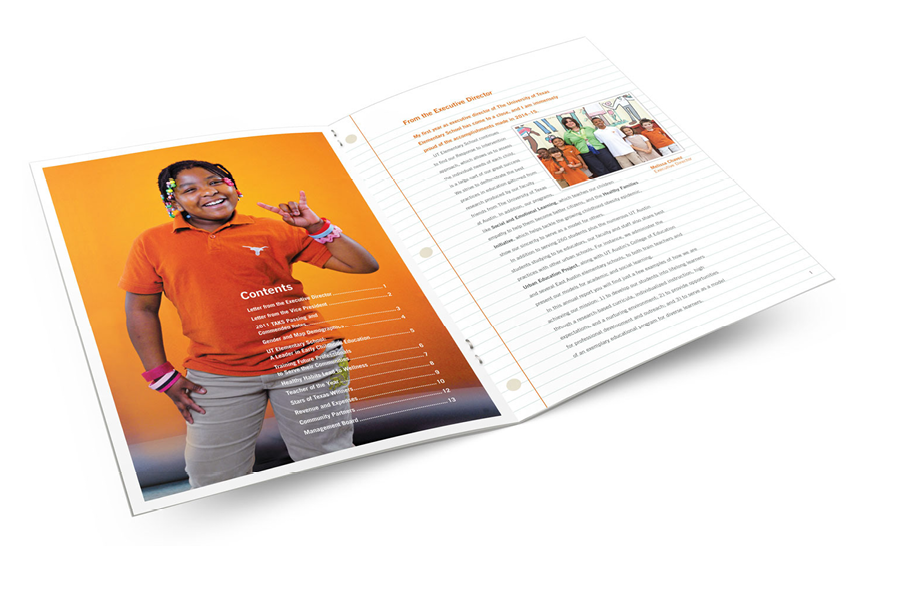 Contents
Letter from the Executive Director 1
Letter from the Vice President 2
2011 TAKS Passing and
Commended Rates 3
Gender and Map Demographics 4
UT Elementary School:
A Leader in Early Childhood Education 5
Training Future Professionals
to Serve their Communities 6
Healthy Habits Lead to Wellness 7
Teacher of the Year 8
Stars of Texas Winners 9
Revenue and Expenses 10
Community Partners 12
Management Board 13
From the Executive Director
My first year as executive director of The University of Texas
Elementary School has come to a close, and I am immensely
proud of the accomplishments made in 2014-15.
UT Elementary School continues
to find our Response to Intervention
approach, which allows us to assess
the individual needs of each child,
is a large part of our great success.
We strive to demonstrate the best
practices in education gathered from
research produced by our faculty
friends from The University of Texas
at Austin. In addition, our programs,
like Social and Emotional Learning, which teaches our children
empathy to help them become better citizens, and the Healthy Families
Initiative, which helps tackle the growing childhood obesity epidemic,
show our sincerity to serve as a model for others.
In addition to serving 260 students plus the numerous UT Austin
students studying to be educators, our faculty and staff also share best
practices with other urban schools. For instance, we administer the
Urban Education Project, along with UT Austin's College of Education
and several East Austin elementary schools, to both train teachers and
present our models for academic and social learning.
In this annual report you will find just a few examples of how we are
achieving our mission, 1) to develop our students into lifelong learners
through a research-based curricula, individualized instruction, high
expectations and a nurturing environment, 2) to provide opportunities
for professional development and outreach, and 3) to serve as a model
of an exemplary educational program for diverse learners.
Melissa Chavez
Executive Director
1